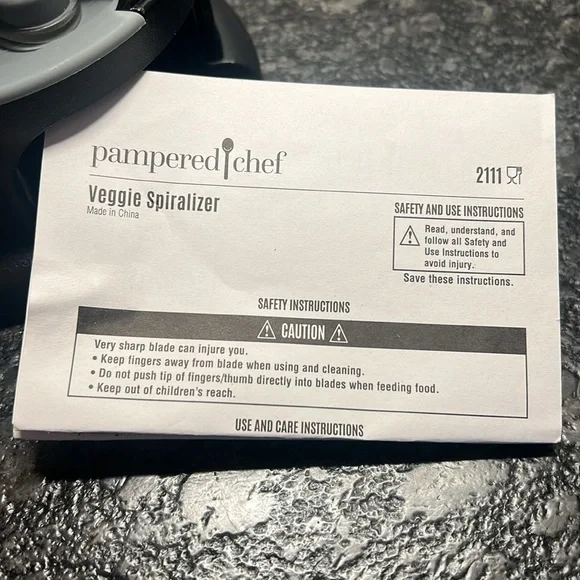 pampered chef
2111
Veggie Spiralizer
Made in China
SAFETY AND USE INSTRUCTIONS
Read, understand, and
follow all Safety and
Use Instructions to
avoid injury.
Save these instructions.
SAFETY INSTRUCTIONS
CAUTION
Very sharp blade can injure you.
• Keep fingers away from blade when using and cleaning.
• Do not push tip of fingers/thumb directly into blades when feeding food.
• Keep out of children's reach.
USE AND CARE INSTRUCTIONS